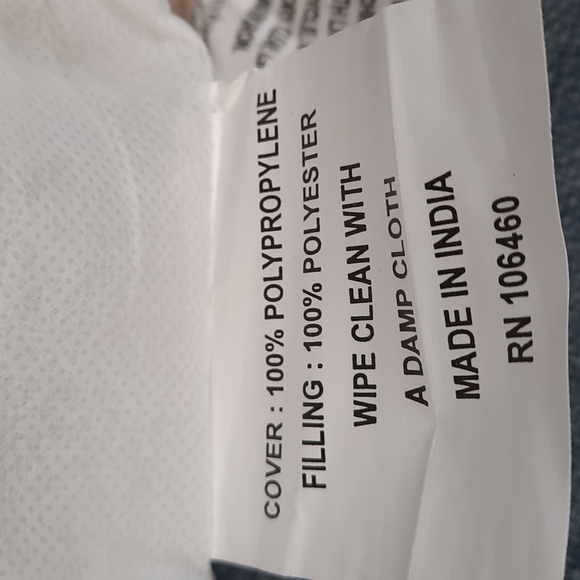 COVER : 100% POLYPROPYLENE
FILLING : 100% POLYESTER
WIPE CLEAN WITH
A DAMP CLOTH
MADE IN INDIA
RN 106460